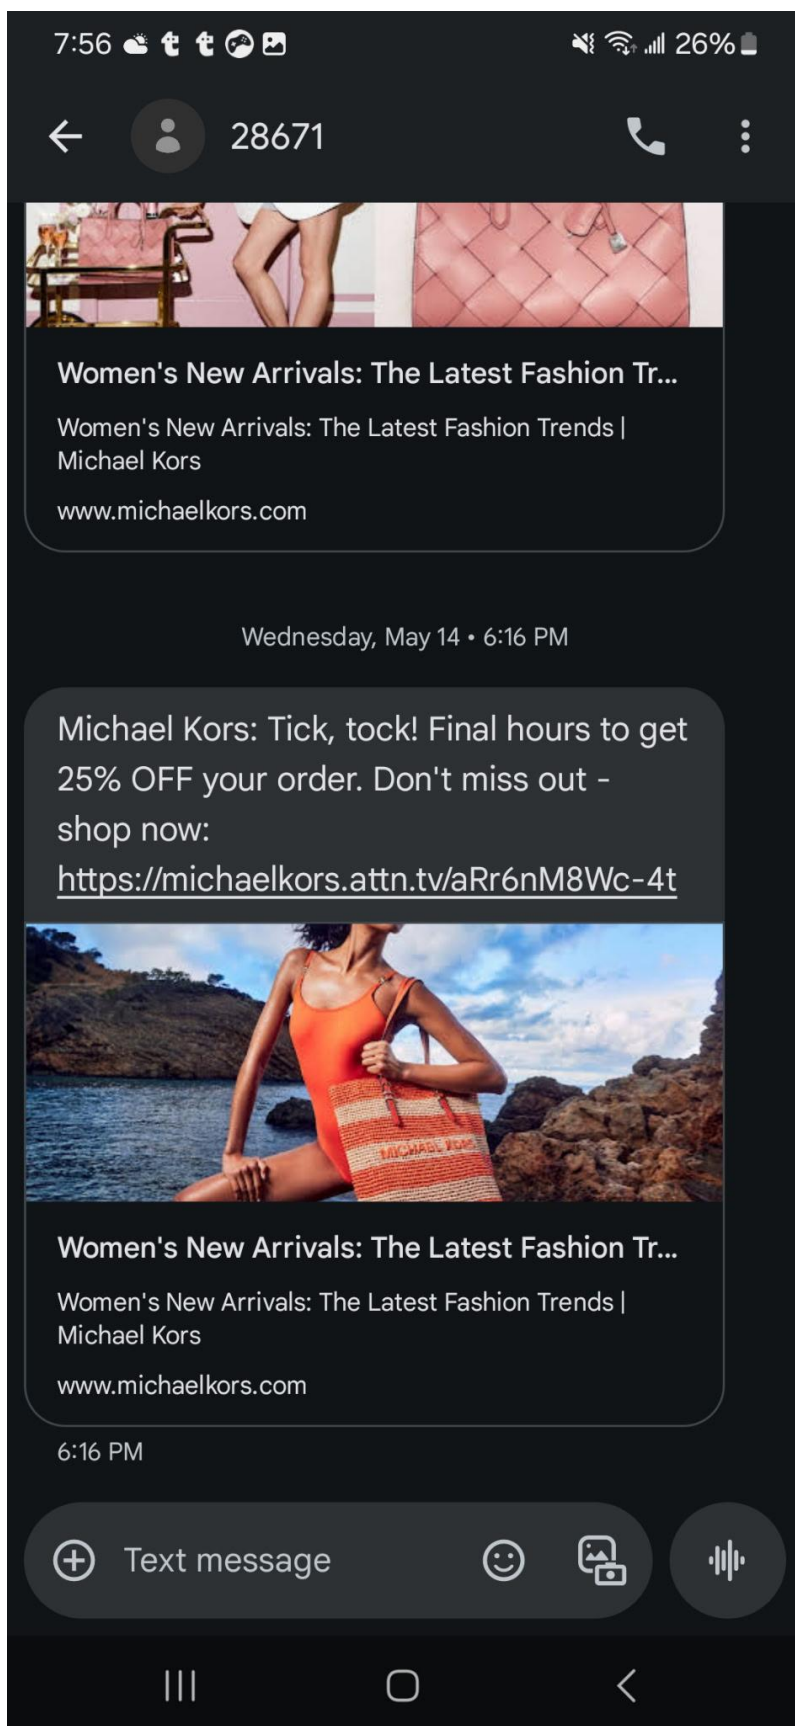 7:56
26%
28671
Women's New Arrivals: The Latest Fashion Tr...
Women's New Arrivals: The Latest Fashion Trends |
Michael Kors
www.michaelkors.com
Wednesday, May 14 • 6:16 PM
Michael Kors: Tick, tock! Final hours to get
25% OFF your order. Don't miss out -
shop now:
https://michaelkors.attn.tv/aRr6nM8Wc-4t
MICHAEL KORS
Women's New Arrivals: The Latest Fashion Tr...
Women's New Arrivals: The Latest Fashion Trends |
Michael Kors
www.michaelkors.com
6:16 PM
Text message